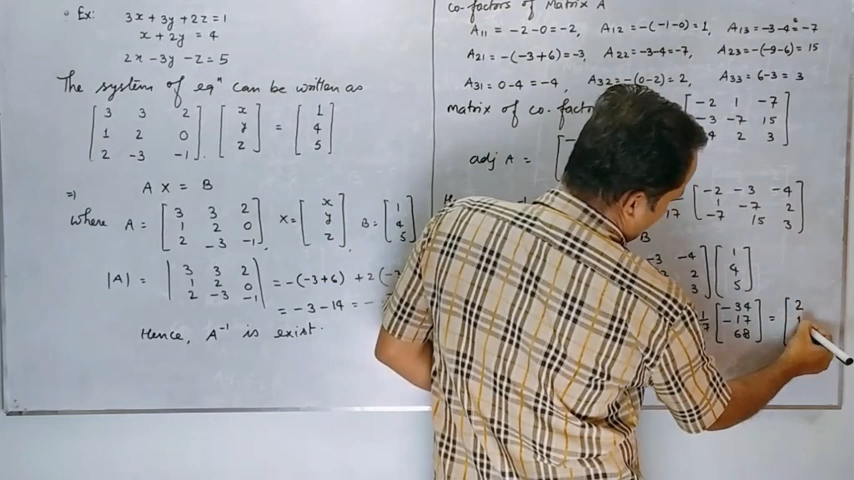 Ex: 3x + 3y + 2z = 1
x + 2y = 4
2x - 3y - z = 5
The system of eqⁿ can be written as
[3 3 2] [x] = [1]
[1 2 0] [y] [4]
[2 -3 -1] . [z] [5]
⇒ A X = B
where A = [3 3 2; 1 2 0; 2 -3 -1], X = [x; y; z], B = [1; 4; 5]
|A| = |3 3 2; 1 2 0; 2 -3 -1| = -(-3+6) + 2(-3
= -3 - 14 = -
Hence, A⁻¹ is exist.
co-factors of Matrix A
A11 = -2-0 = -2, A12 = -(-1-0) = 1, A13 = -3-4 = -7
A21 = -(-3+6) = -3, A22 = -3-4 = -7, A23 = -(-9-6) = 15
A31 = 0-4 = -4, A32 = -(0-2) = 2, A33 = 6-3 = 3
matrix of co-facto [-2 1 -7]
-3 -7 15
4 2 3
adj A = [
17 [-2 -3 -4]
1 -7 2
-7 15 3
B
-3 -4] [1]
2 [4]
3 [5]
7 [-34; -17; 68] = [2